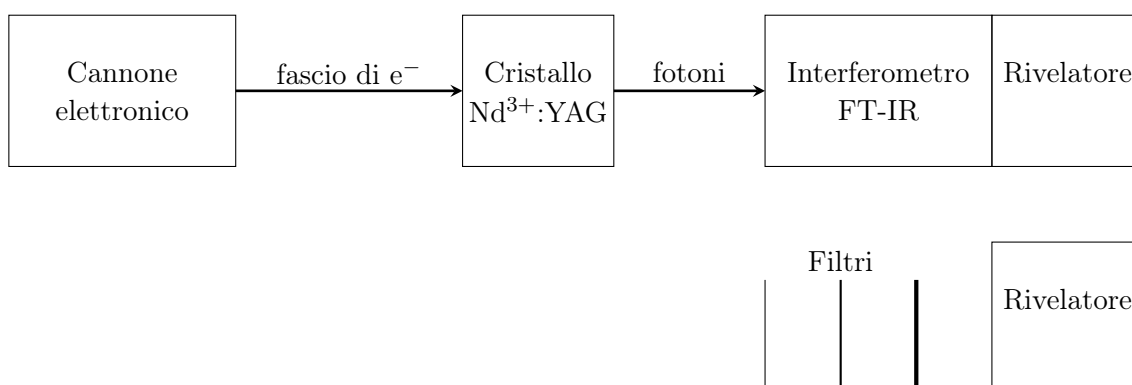 Cannone
elettronico
fascio di e⁻
Cristallo
Nd³⁺:YAG
fotoni
Interferometro
FT-IR
Rivelatore
Filtri
Rivelatore